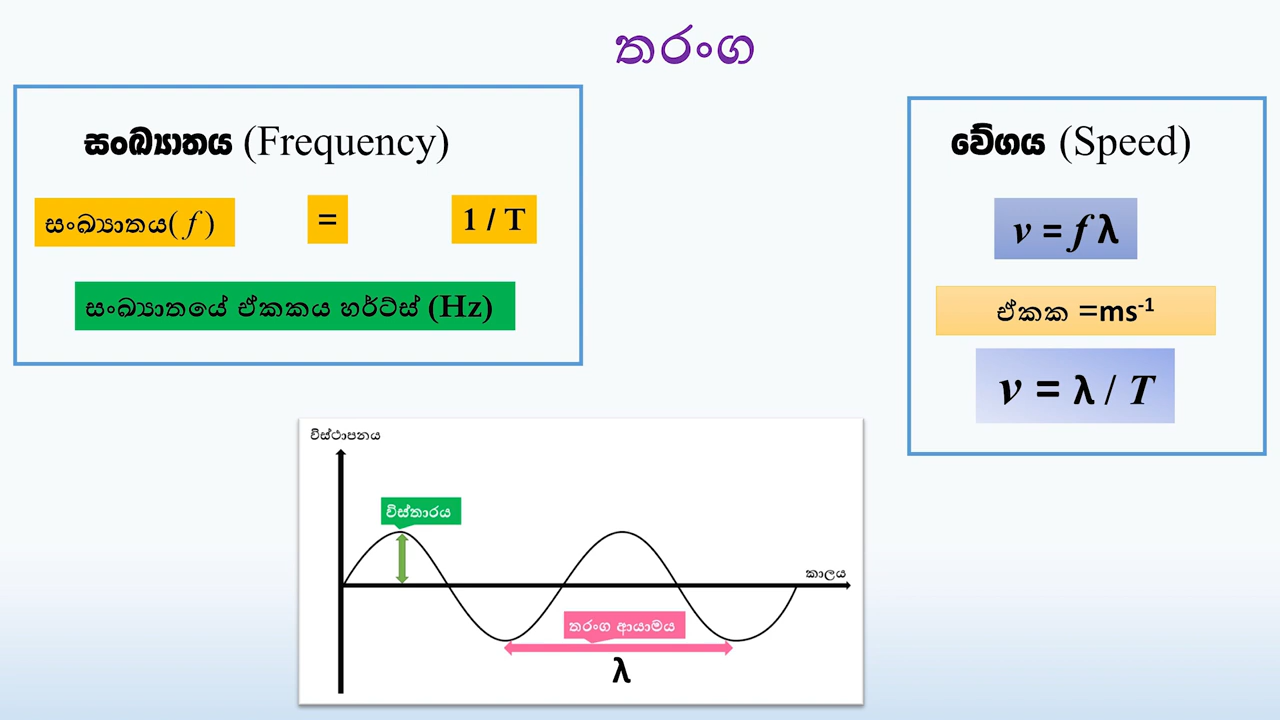 තරංග
සංඛ්‍යාතය (Frequency)
සංඛ්‍යාතය( f ) = 1 / T
සංඛ්‍යාතයේ ඒකකය හර්ට්ස් (Hz)
වේගය (Speed)
v = f λ
ඒකක =ms-1
v = λ / T
විස්ථාපනය
විස්තාරය
කාලය
තරංග ආයාමය
λ